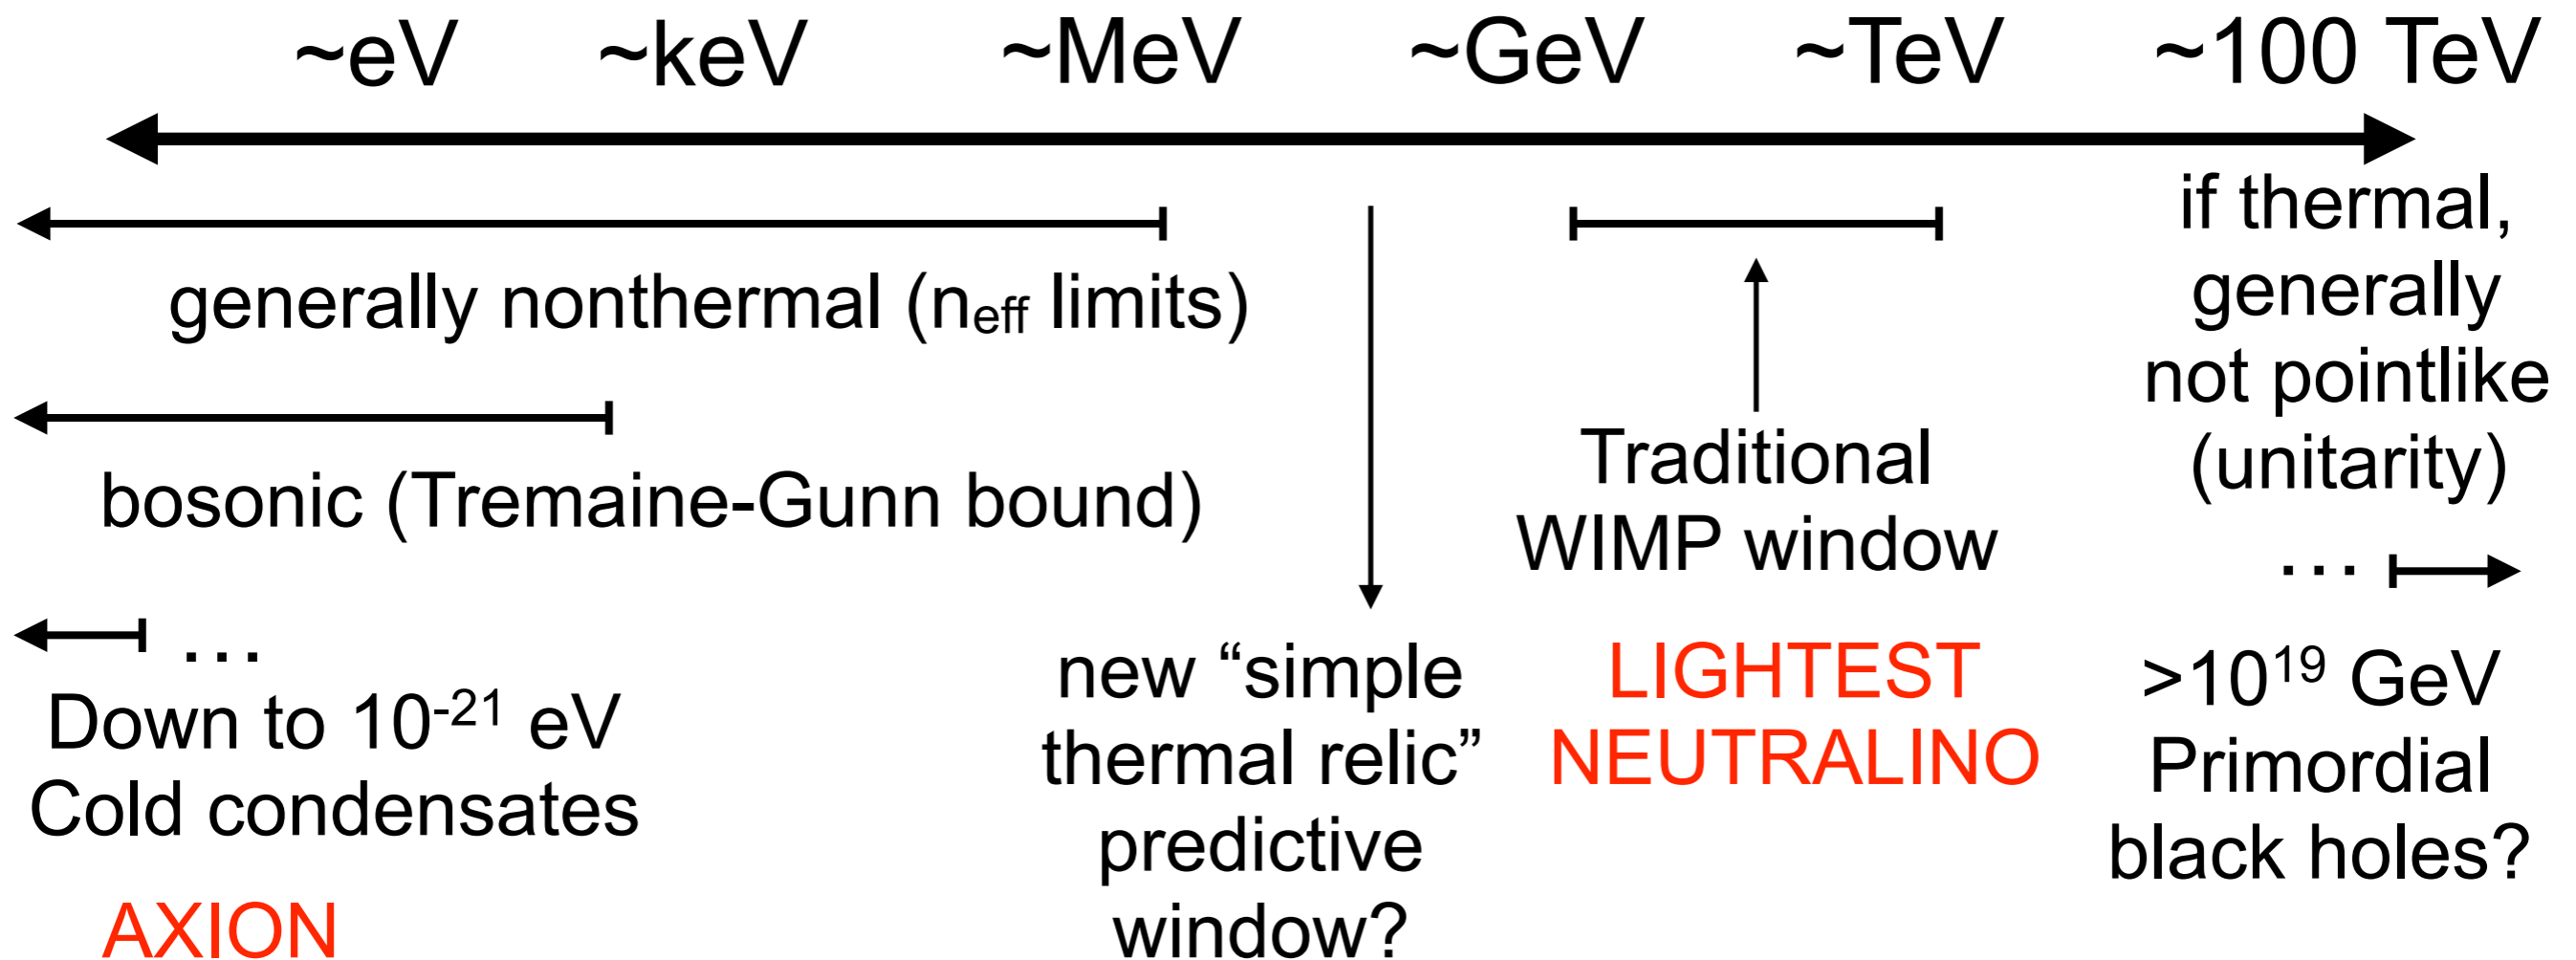 ~eV ~keV ~MeV ~GeV ~TeV ~100 TeV
generally nonthermal (neff limits)
bosonic (Tremaine-Gunn bound)
...
Down to 10-21 eV
Cold condensates
AXION
new “simple
thermal relic”
predictive
window?
Traditional
WIMP window
LIGHTEST
NEUTRALINO
if thermal,
generally
not pointlike
(unitarity)
...
>1019 GeV
Primordial
black holes?